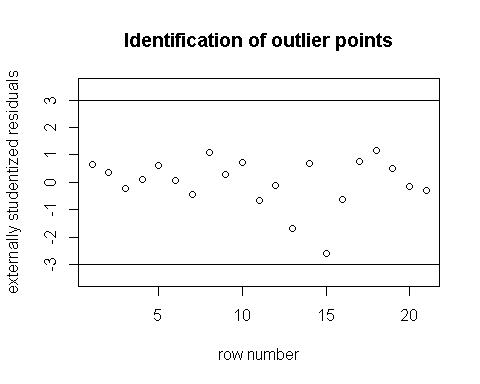 Identification of outlier points
externally studentized residuals
3
2
1
0
-1
-2
-3
5 10 15 20
row number